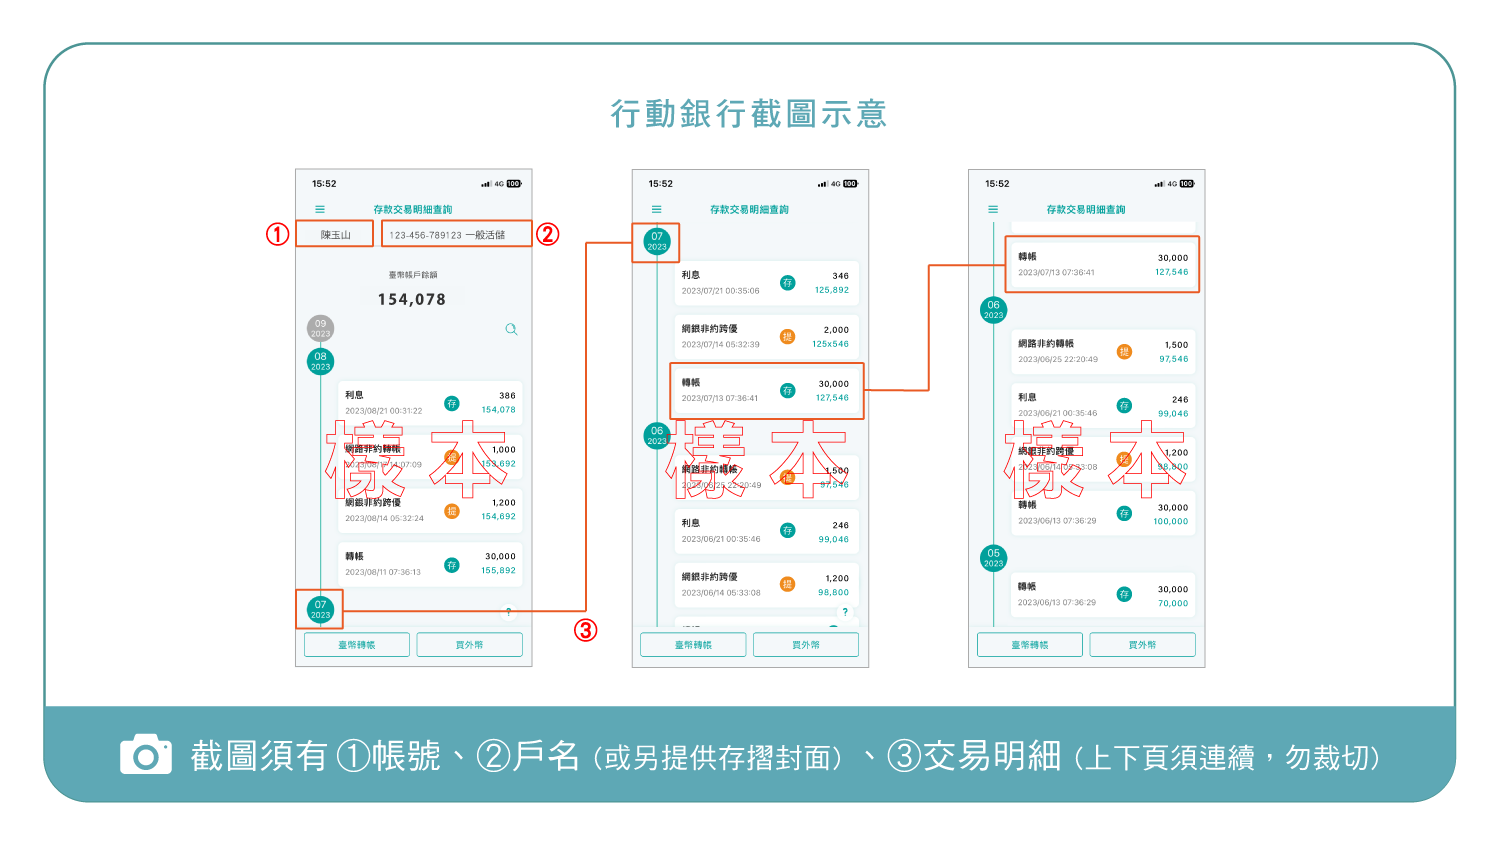 行動銀行截圖示意
15:52
4G 100
存款交易明細查詢
① 陳玉山 123-456-789123 一般活儲 ②
臺幣帳戶餘額
154,078
09
2023
08
2023
利息 386
2023/08/21 00:31:22 存 154,078
網路非約轉帳 1,000
2023/08/17 11:07:09 提 153,692
網銀非約跨優 1,200
2023/08/14 05:32:24 提 154,692
轉帳 30,000
2023/08/11 07:36:13 存 155,892
樣本
07
2023
?
臺幣轉帳 買外幣
③
15:52
4G 100
存款交易明細查詢
07
2023
利息 346
2023/07/21 00:35:06 存 125,892
網銀非約跨優 2,000
2023/07/14 05:32:39 提 125x546
轉帳 30,000
2023/07/13 07:36:41 存 127,546
06
2023
網路非約轉帳 1,500
2023/06/25 22:20:49 提 97,546
利息 246
2023/06/21 00:35:46 存 99,046
網銀非約跨優 1,200
2023/06/14 05:33:08 提 98,800
樣本
?
臺幣轉帳 買外幣
15:52
4G 100
存款交易明細查詢
轉帳 30,000
2023/07/13 07:36:41 127,546
06
2023
網路非約轉帳 1,500
2023/06/25 22:20:49 提 97,546
利息 246
2023/06/21 00:35:46 存 99,046
網銀非約跨優 1,200
2023/06/14 05:33:08 提 98,800
轉帳 30,000
2023/06/13 07:36:29 存 100,000
樣本
05
2023
轉帳 30,000
2023/06/13 07:36:29 存 70,000
臺幣轉帳 買外幣
截圖須有①帳號、②戶名（或另提供存摺封面）、③交易明細（上下頁須連續，勿裁切）